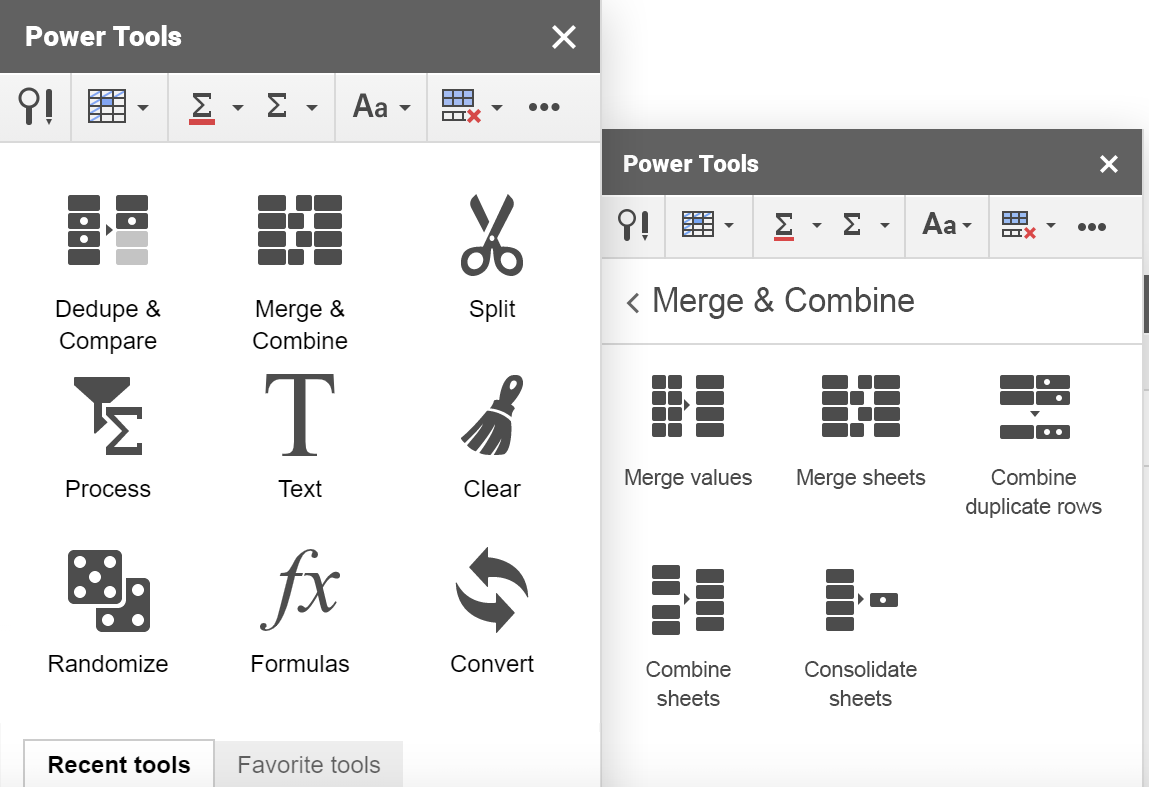 Power Tools
Σ Σ Aa
Dedupe &
Compare
Merge &
Combine
Split
Process
Text
Clear
Randomize
Formulas
Convert
Recent tools
Favorite tools
Power Tools
Σ Σ Aa
Merge & Combine
Merge values
Merge sheets
Combine
duplicate rows
Combine
sheets
Consolidate
sheets